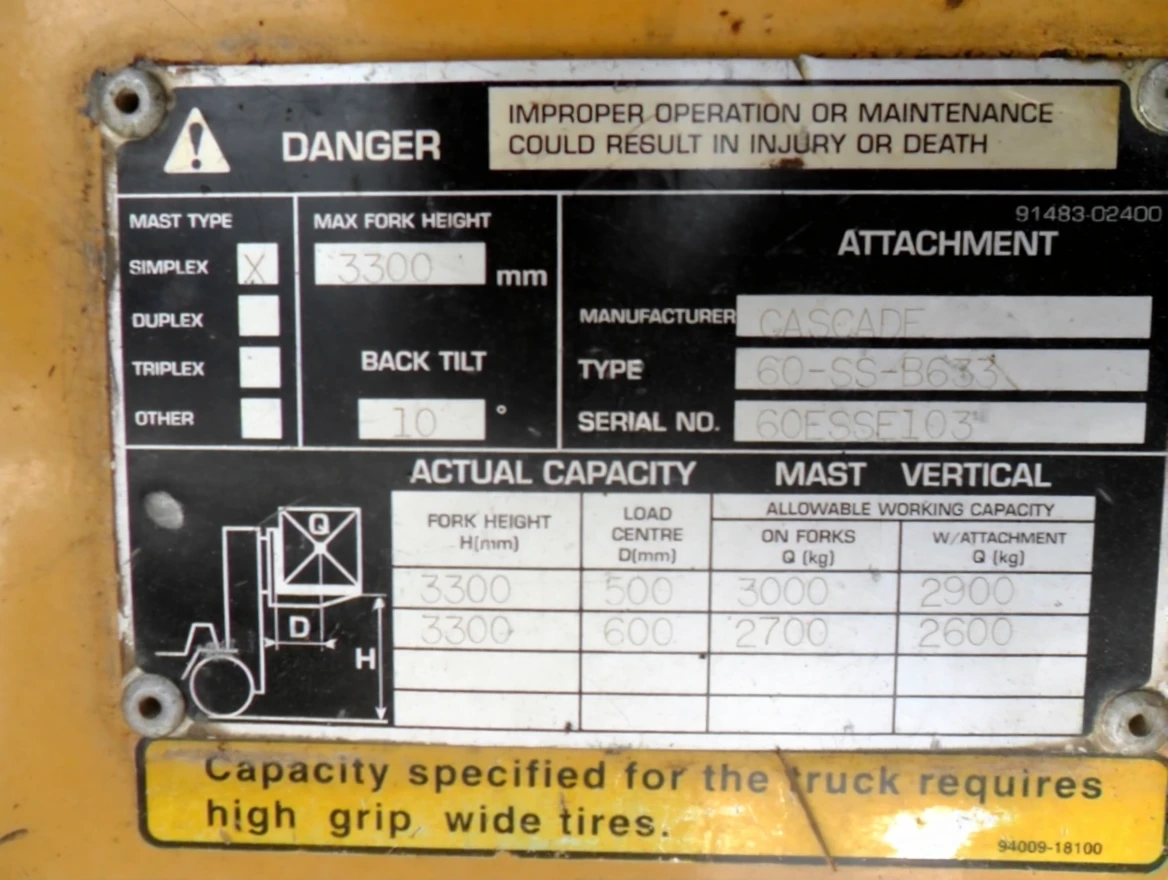 DANGER
IMPROPER OPERATION OR MAINTENANCE
COULD RESULT IN INJURY OR DEATH
MAST TYPE
SIMPLEX X
DUPLEX
TRIPLEX
OTHER
MAX FORK HEIGHT
3300 mm
BACK TILT
10 °
91483-02400
ATTACHMENT
MANUFACTURER CASCADE
TYPE 60-SS-B633
SERIAL NO. 60ESSE103
ACTUAL CAPACITY MAST VERTICAL
Q
D
H
FORK HEIGHT
H(mm)
LOAD
CENTRE
D(mm)
ALLOWABLE WORKING CAPACITY
ON FORKS
Q (kg)
W/ATTACHMENT
Q (kg)
3300 500 3000 2900
3300 600 2700 2600
Capacity specified for the truck requires
high grip wide tires.
94009-18100